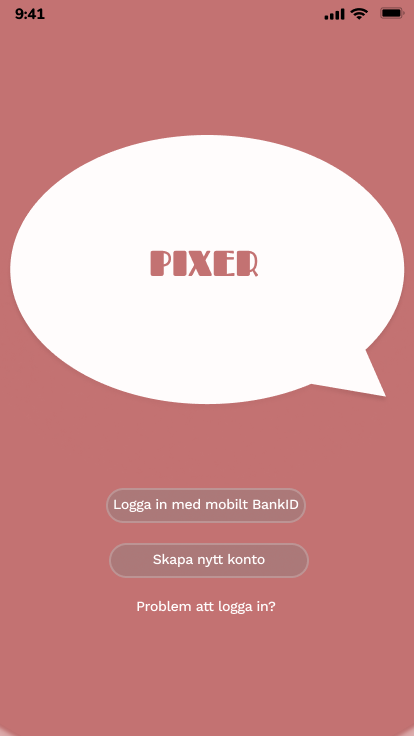 9:41
PIXER
Logga in med mobilt BankID
Skapa nytt konto
Problem att logga in?